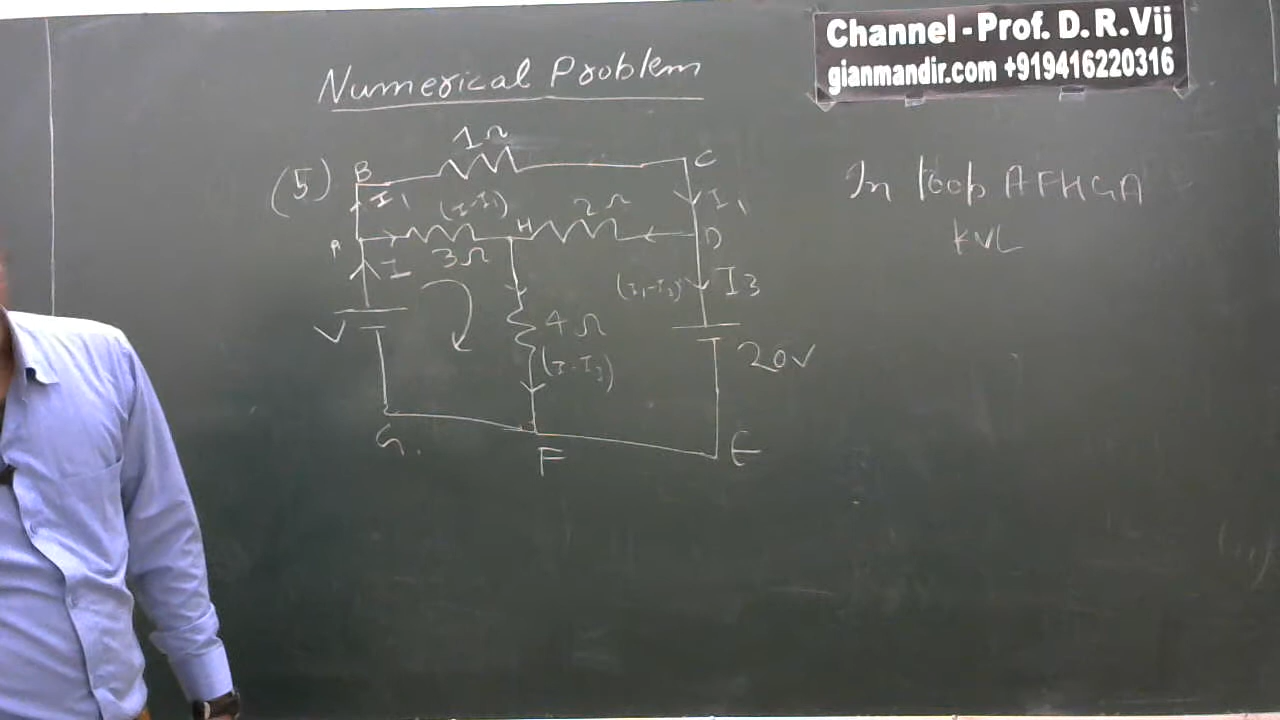 Channel - Prof. D. R. Vij
gianmandir.com +919416220316
Numerical Problem
(5)
1Ω
B
C
I1
(I-I1)
2Ω
I1
A
3Ω
H
D
I
(I1-I3)
I3
V
4Ω
(I-I3)
20V
G
F
E
In loop AFHGA
KVL